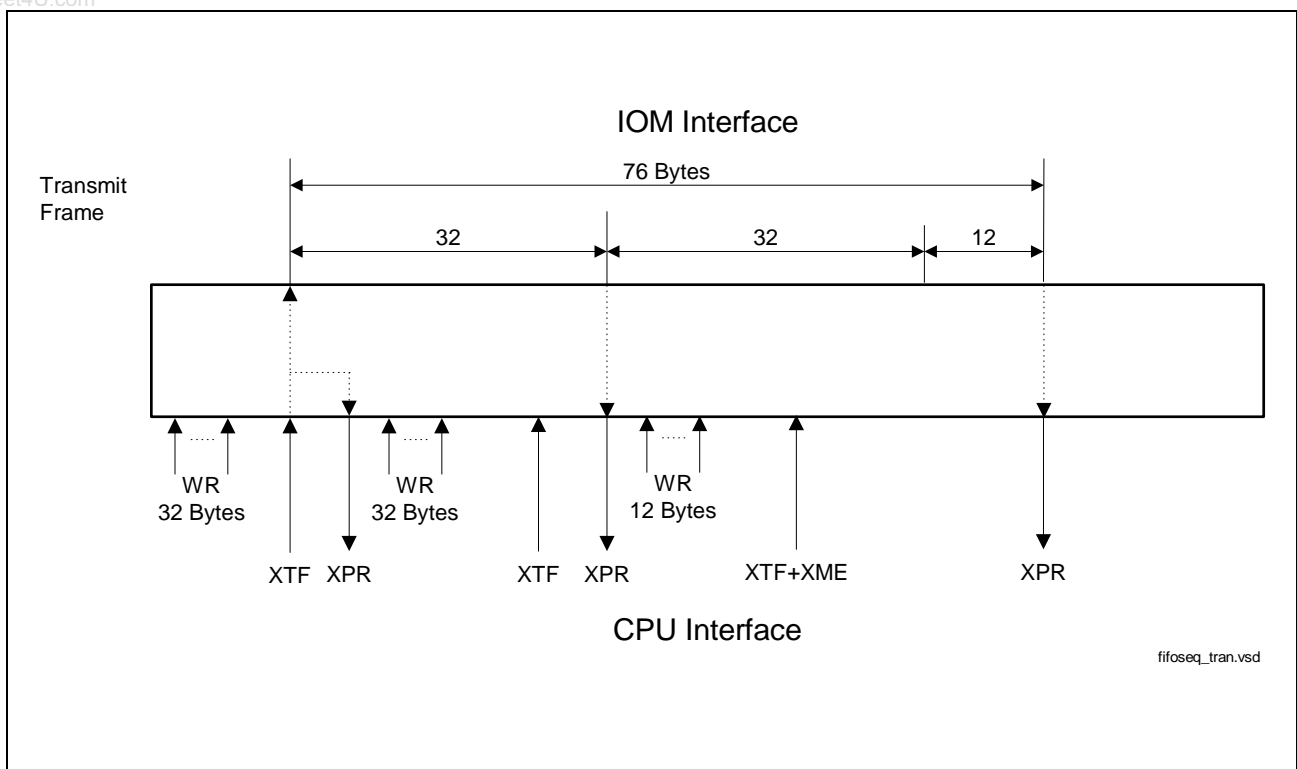 IOM Interface
76 Bytes
Transmit
Frame
32 32 12
WR WR WR
32 Bytes 32 Bytes 12 Bytes
XTF XPR XTF XPR XTF+XME XPR
CPU Interface
fifoseq_tran.vsd